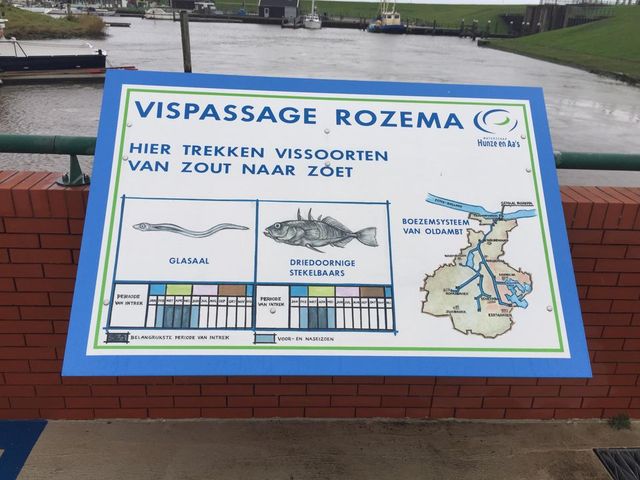 VISPASSAGE ROZEMA
WATERSCHAP
Hunze en Aa's
HIER TREKKEN VISSOORTEN
VAN ZOUT NAAR ZOET
GLASAAL
DRIEDOORNIGE
STEKELBAARS
BOEZEMSYSTEEM
VAN OLDAMBT
PERIODE
VAN INTREK
PERIODE
VAN INTREK
BELANGRIJKSTE PERIODE VAN INTREK
VOOR- EN NASEIZOEN